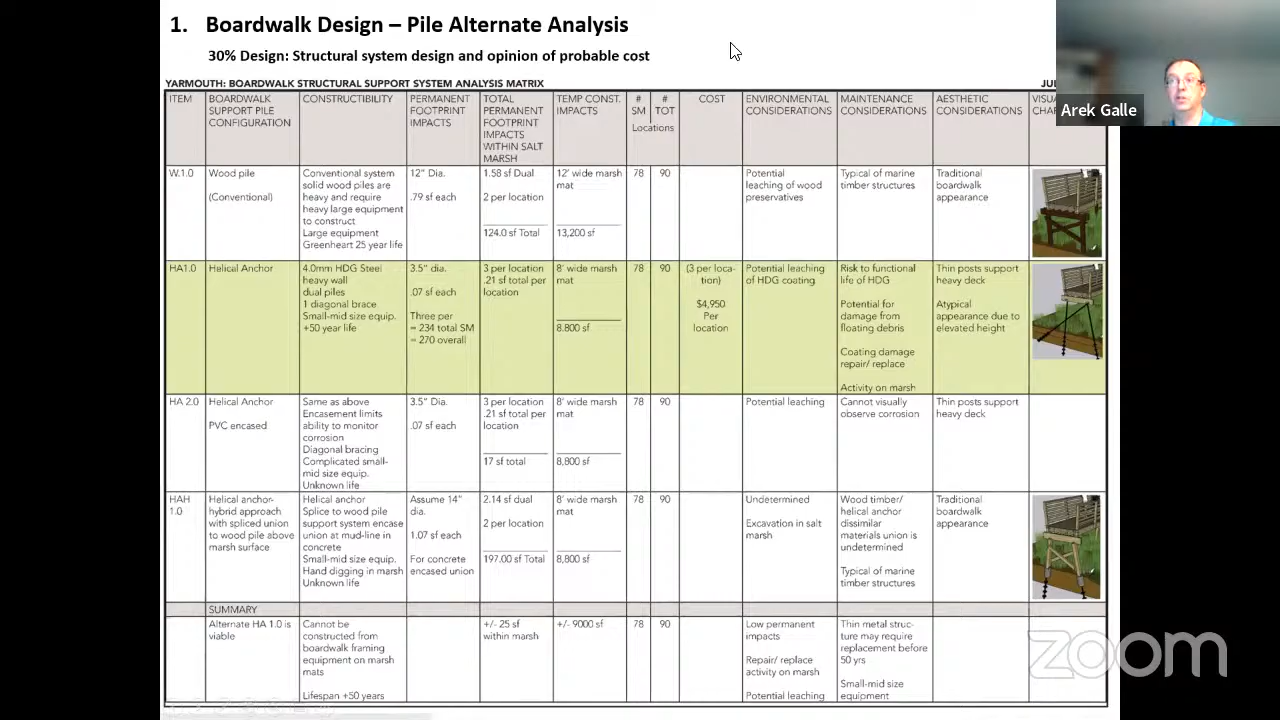 1. Boardwalk Design – Pile Alternate Analysis
30% Design: Structural system design and opinion of probable cost
Arek Galle
YARMOUTH: BOARDWALK STRUCTURAL SUPPORT SYSTEM ANALYSIS MATRIX
ITEM
BOARDWALK
SUPPORT PILE
CONFIGURATION
CONSTRUCTIBILITY
PERMANENT
FOOTPRINT
IMPACTS
TOTAL
PERMANENT
FOOTPRINT
IMPACTS
WITHIN SALT
MARSH
TEMP CONST.
IMPACTS
#
SM
#
TOT
Locations
COST
ENVIRONMENTAL
CONSIDERATIONS
MAINTENANCE
CONSIDERATIONS
AESTHETIC
CONSIDERATIONS
W.1.0
Wood pile
(Conventional)
Conventional system
solid wood piles are
heavy and require
heavy large equipment
to construct
Large equipment
Greenheart 25 year life
12" Dia.
.79 sf each
1.58 sf Dual
2 per location
124.0 sf Total
12' wide marsh
mat
13,200 sf
78
90
Potential
leaching of wood
preservatives
Typical of marine
timber structures
Traditional
boardwalk
appearance
HA1.0
Helical Anchor
4.0mm HDG Steel
heavy wall
dual piles
1 diagonal brace
Small-mid size equip.
+50 year life
3.5" dia.
.07 sf each
Three per
= 234 total SM
= 270 overall
3 per location
.21 sf total per
location
8' wide marsh
mat
8.800 sf
78
90
(3 per loca-
tion)
$4,950
Per
location
Potential leaching
of HDG coating
Risk to functional
life of HDG
Potential for
damage from
floating debris
Coating damage
repair/ replace
Activity on marsh
Thin posts support
heavy deck
Atypical
appearance due to
elevated height
HA 2.0
Helical Anchor
PVC encased
Same as above
Encasement limits
ability to monitor
corrosion
Diagonal bracing
Complicated small-
mid size equip.
Unknown life
3.5" Dia.
.07 sf each
3 per location
.21 sf total per
location
17 sf total
8' wide marsh
mat
8,800 sf
78
90
Potential leaching
Cannot visually
observe corrosion
Thin posts support
heavy deck
HAH
1.0
Helical anchor-
hybrid approach
with spliced union
to wood pile above
marsh surface
Helical anchor
Splice to wood pile
support system encase
union at mud-line in
concrete
Small-mid size equip.
Hand digging in marsh
Unknown life
Assume 14"
dia.
1.07 sf each
For concrete
encased union
2.14 sf dual
2 per location
197.00 sf Total
8' wide marsh
mat
8,800 sf
78
90
Undetermined
Excavation in salt
marsh
Wood timber/
helical anchor
dissimilar
materials union is
undetermined
Typical of marine
timber structures
Traditional
boardwalk
appearance
SUMMARY
Alternate HA 1.0 is
viable
Cannot be
constructed from
boardwalk framing
equipment on marsh
mats
Lifespan +50 years
+/- 25 sf
within marsh
+/- 9000 sf
78
90
Low permanent
impacts
Repair/ replace
activity on marsh
Potential leaching
Thin metal struc-
ture may require
replacement before
50 yrs
Small-mid size
equipment
zoom